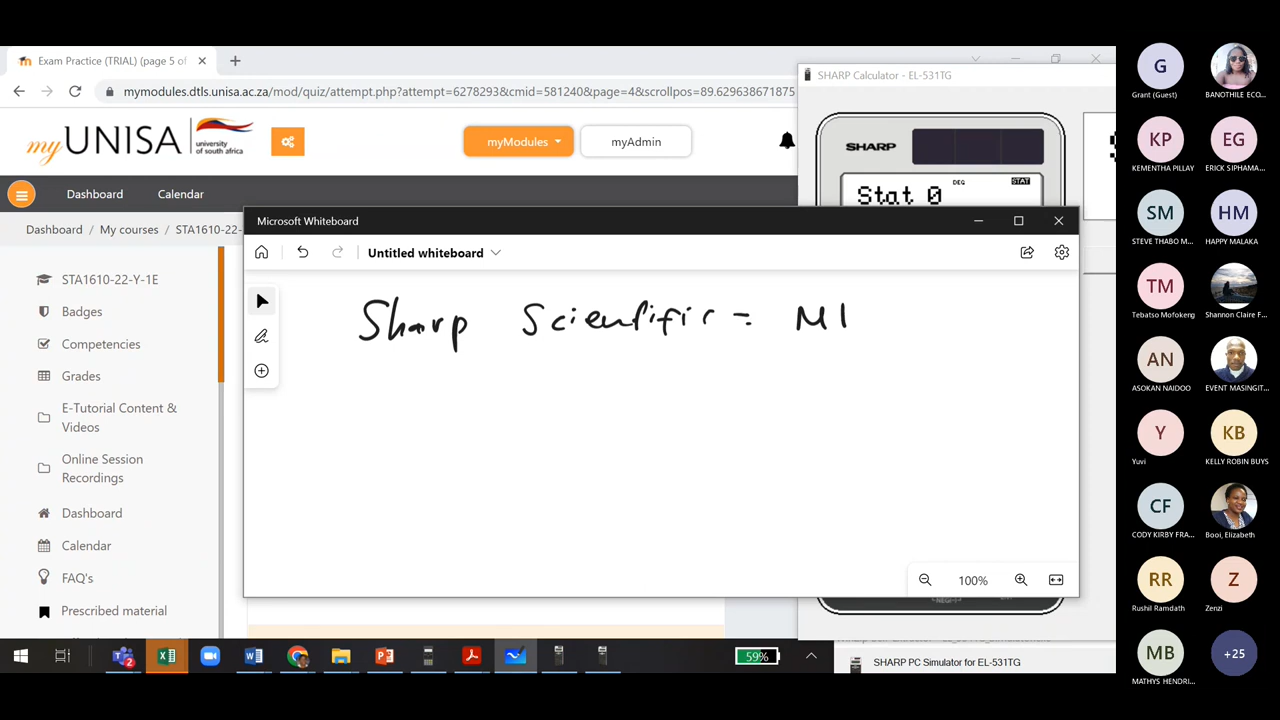 Exam Practice (TRIAL) (page 5 of
mymodules.dtls.unisa.ac.za/mod/quiz/attempt.php?attempt=6278293&cmid=581240&page=4&scrollpos=89.629638671875
SHARP Calculator - EL-531TG
myUNISA
university
of south africa
myModules
myAdmin
SHARP
DEG
STAT
Stat 0
Dashboard
Calendar
Dashboard / My courses / STA1610-22-
Microsoft Whiteboard
Untitled whiteboard
Sharp Scientific = M1
100%
STA1610-22-Y-1E
Badges
Competencies
Grades
E-Tutorial Content &
Videos
Online Session
Recordings
Dashboard
Calendar
FAQ's
Prescribed material
59%
SHARP PC Simulator for EL-531TG
G
Grant (Guest)
BANOTHILE ECO...
KP
KEMENTHA PILLAY
EG
ERICK SIPHAMA...
SM
STEVE THABO M...
HM
HAPPY MALAKA
TM
Tebatso Mofokeng
Shannon Claire F...
AN
ASOKAN NAIDOO
EVENT MASINGIT...
Y
Yuvi
KB
KELLY ROBIN BUYS
CF
CODY KIRBY FRA...
Booi, Elizabeth
RR
Rushil Ramdath
Z
Zenzi
MB
MATHYS HENDRI...
+25